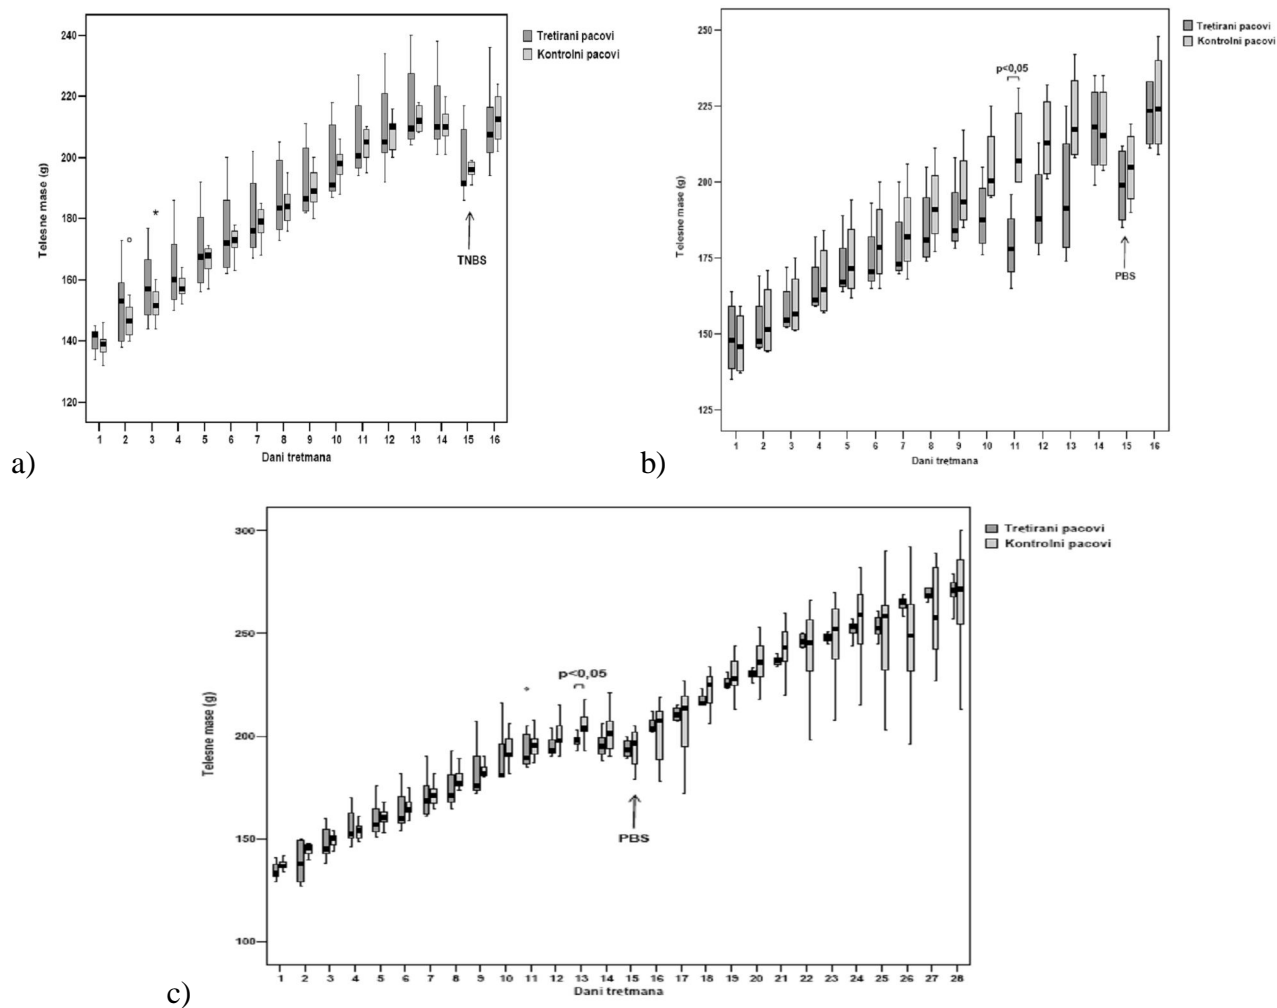 240
220
200
180
160
140
120
Telesne mase (g)
Tretirani pacovi
Kontrolni pacovi
TNBS
1 2 3 4 5 6 7 8 9 10 11 12 13 14 15 16
Dani tretmana
a)
250
225
200
175
150
125
Telesne mase (g)
Tretirani pacovi
Kontrolni pacovi
p<0,05
PBS
1 2 3 4 5 6 7 8 9 10 11 12 13 14 15 16
Dani tretmana
b)
300
250
200
150
100
Telesne mase (g)
Tretirani pacovi
Kontrolni pacovi
p<0,05
PBS
1 2 3 4 5 6 7 8 9 10 11 12 13 14 15 16 17 18 19 20 21 22 23 24 25 26 27 28
Dani tretmana
c)